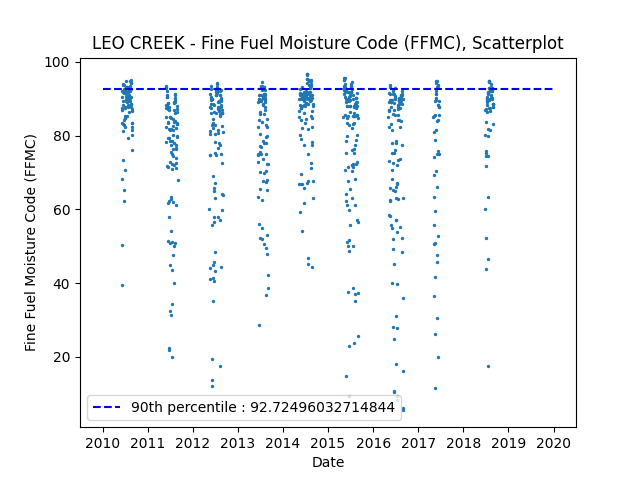 LEO CREEK - Fine Fuel Moisture Code (FFMC), Scatterplot
100
80
60
40
20
Fine Fuel Moisture Code (FFMC)
90th percentile : 92.72496032714844
2010 2011 2012 2013 2014 2015 2016 2017 2018 2019 2020
Date